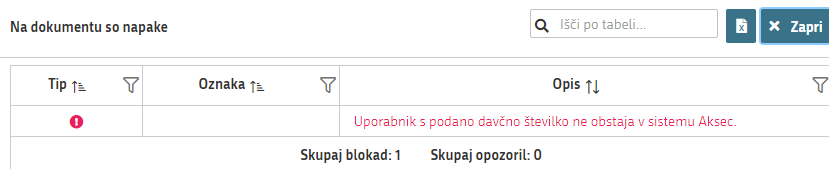 Na dokumentu so napake
Išči po tabeli...
Zapri
Tip
Oznaka
Opis
Uporabnik s podano davčno številko ne obstaja v sistemu Aksec.
Skupaj blokad: 1 Skupaj opozoril: 0